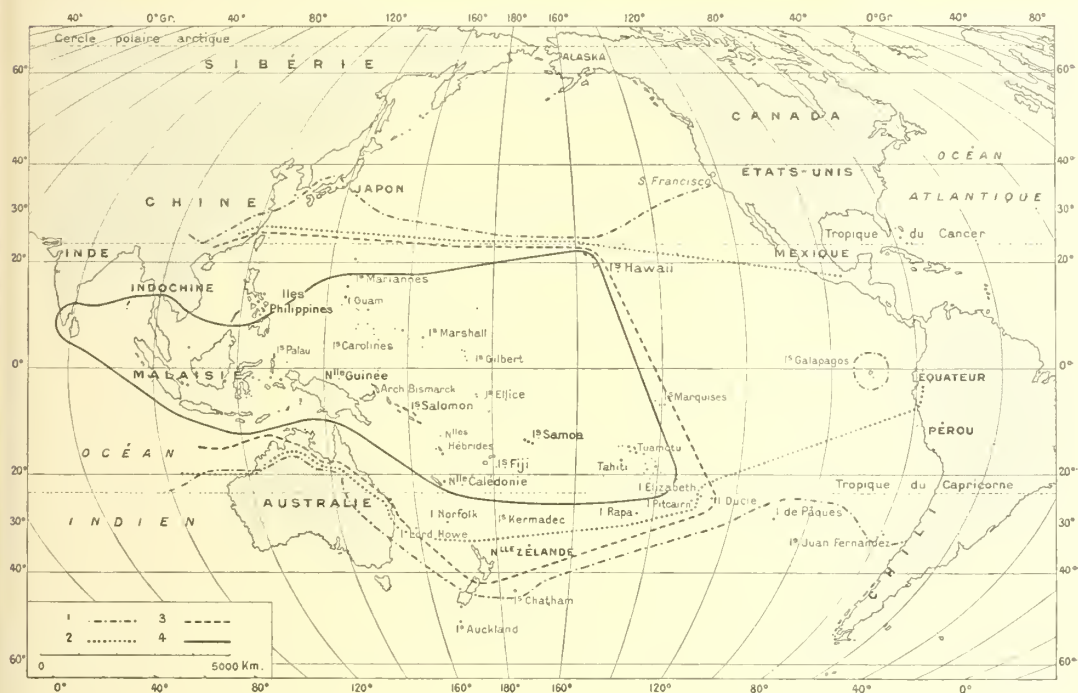 40° 0°Gr. 40° 80° 120° 160° 180° 160° 120° 80° 40° 0°Gr 40° 80°
Cercle polaire arctique
SIBÉRIE
ALASKA
60° 60°
CANADA
OCÉAN
40° 40°
S. Francisco
ÉTATS-UNIS
JAPON
ATLANTIQUE
CHINE
30° 30°
Tropique du Cancer
INDE
MEXIQUE
20° 20°
Is Hawaii
INDOCHINE
Is Mariannes
Iles
Philippines
I Guam
Is Marshall
Is Carolines
Is Palau
Is Gilbert
Is Galapagos
0° 0°
MALAISIE
Nlle Guinée
ÉQUATEUR
Arch Bismarck
Is Ellice
Is Marquises
Is Salomon
PÉROU
Nlles
Hébrides
Is Samoa
OCÉAN
Tuamotu
Is Fiji
Tahiti
20° 20°
Nlle Calédonie
I Elizabeth
Tropique du Capricorne
AUSTRALIE
I Pitcairn
I Ducie
INDIEN
I Norfolk
Is Kermadec
I Rapa
I de Pâques
30° 30°
I Lord Howe
Is Juan Fernandez
Nlle ZÉLANDE
CHILI
40° 40°
Is Chatham
1 3
2 4
Is Auckland
0 5000 Km.
60° 60°
0° 40° 80° 120° 160° 180° 160° 120° 80° 40° 0°